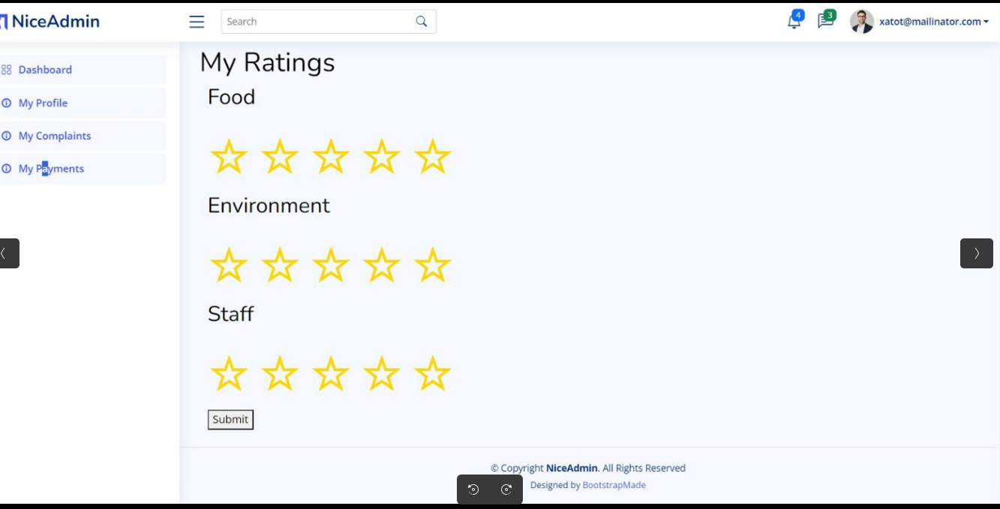 NiceAdmin
Search
4
3
xatot@mailinator.com
Dashboard
My Profile
My Complaints
My Payments
My Ratings
Food
Environment
Staff
Submit
© Copyright NiceAdmin. All Rights Reserved
Designed by BootstrapMade